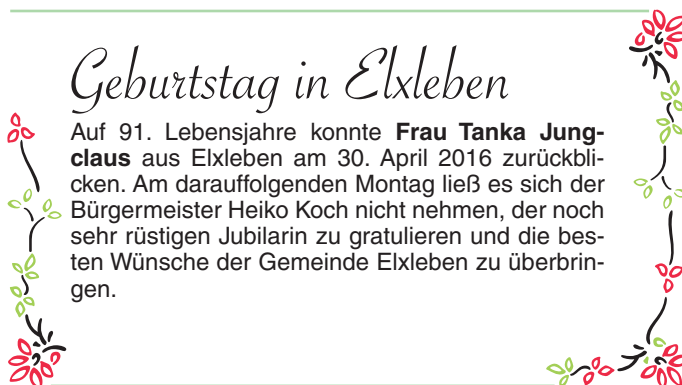 Geburtstag in Elxleben
Auf 91. Lebensjahre konnte Frau Tanka Jung-
claus aus Elxleben am 30. April 2016 zurückbli-
cken. Am darauffolgenden Montag ließ es sich der
Bürgermeister Heiko Koch nicht nehmen, der noch
sehr rüstigen Jubilarin zu gratulieren und die bes-
ten Wünsche der Gemeinde Elxleben zu überbrin-
gen.